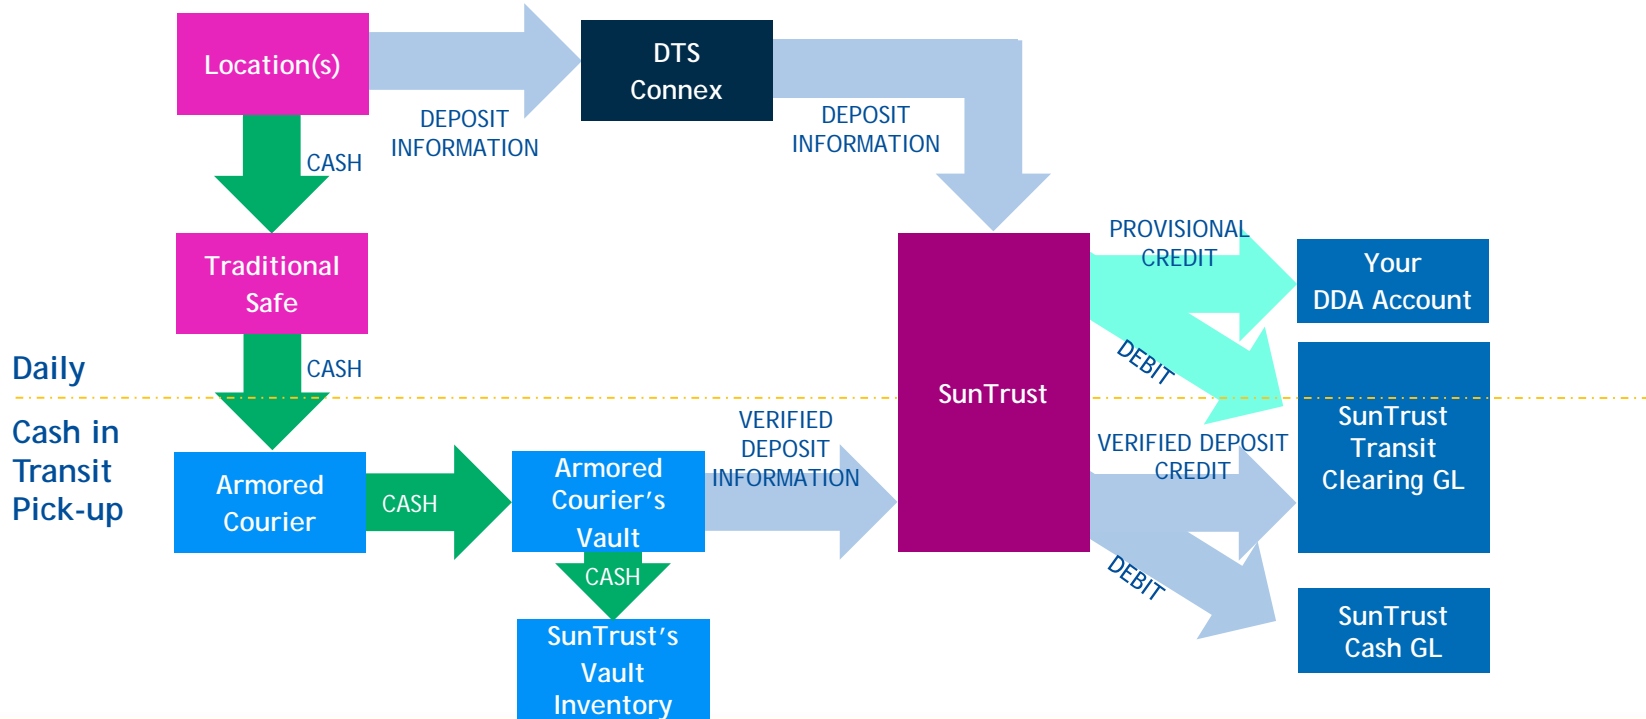 Location(s)
DTS
Connex
DEPOSIT
INFORMATION
DEPOSIT
INFORMATION
CASH
Traditional
Safe
PROVISIONAL
CREDIT
Your
DDA Account
CASH
DEBIT
Daily
SunTrust
Cash in
Transit
Pick-up
VERIFIED
DEPOSIT
INFORMATION
SunTrust
Transit
Clearing GL
VERIFIED DEPOSIT
CREDIT
Armored
Courier
CASH
Armored
Courier’s
Vault
CASH
DEBIT
SunTrust’s
Vault
Inventory
SunTrust
Cash GL